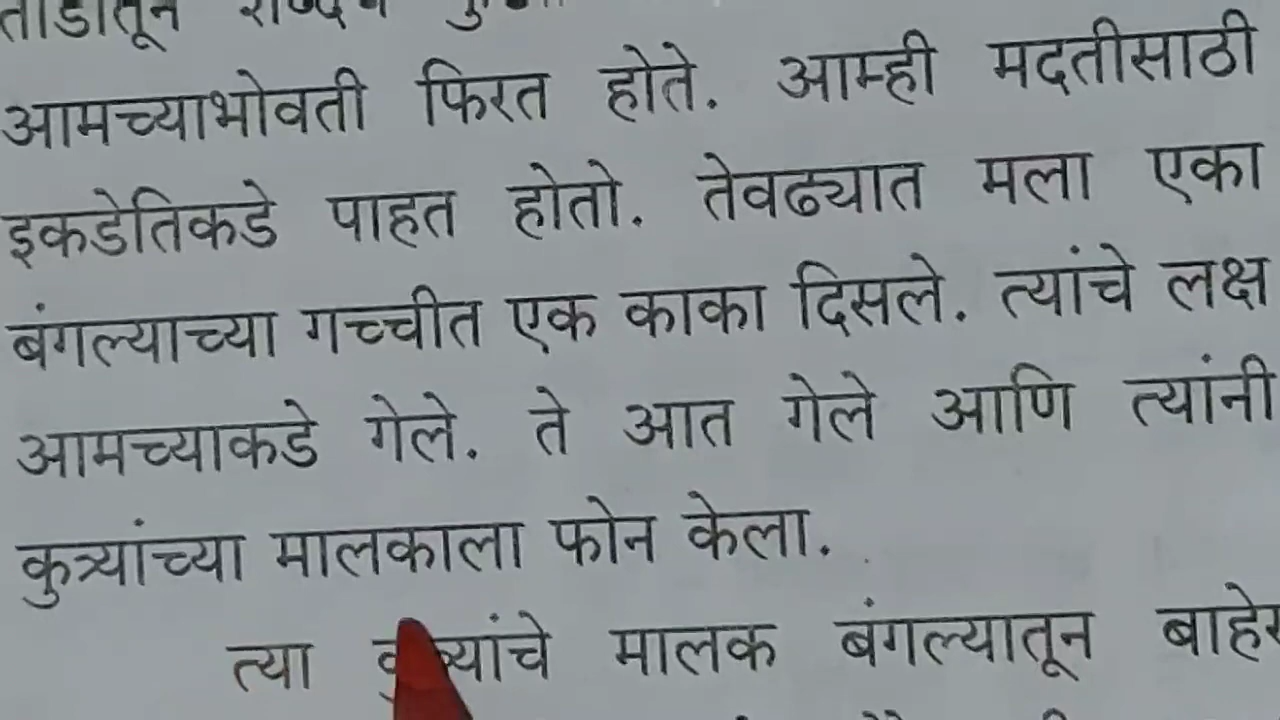 तोंडातून
आमच्याभोवती फिरत होते. आम्ही मदतीसाठी
इकडेतिकडे पाहत होतो. तेवढ्यात मला एका
बंगल्याच्या गच्चीत एक काका दिसले. त्यांचे लक्ष
आमच्याकडे गेले. ते आत गेले आणि त्यांनी
कुत्र्यांच्या मालकाला फोन केला.
त्या कुत्र्यांचे मालक बंगल्यातून बाहेर